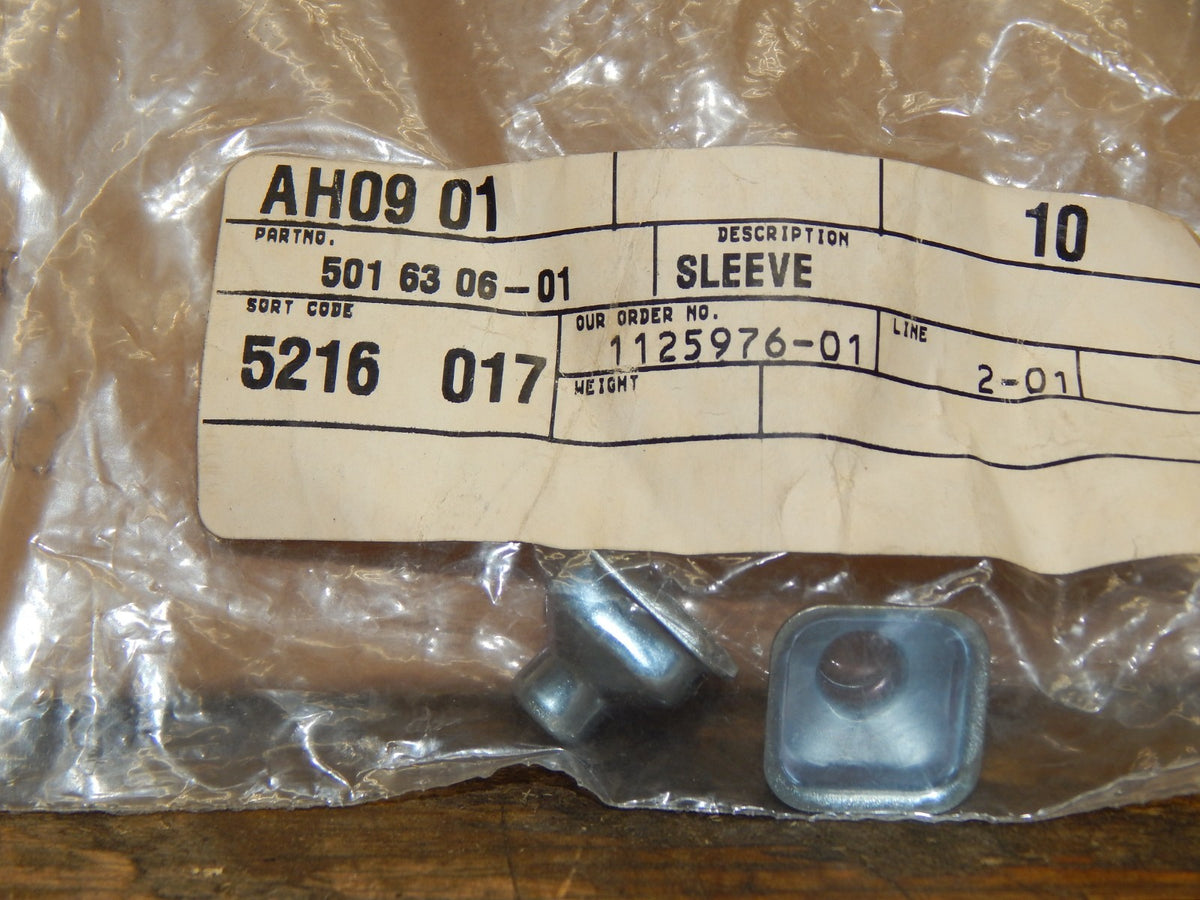 AH09 01 10
PARTNO. DESCRIPTION
501 63 06-01 SLEEVE
SORT CODE OUR ORDER NO. LINE
5216 017 1125976-01 2-01
WEIGHT